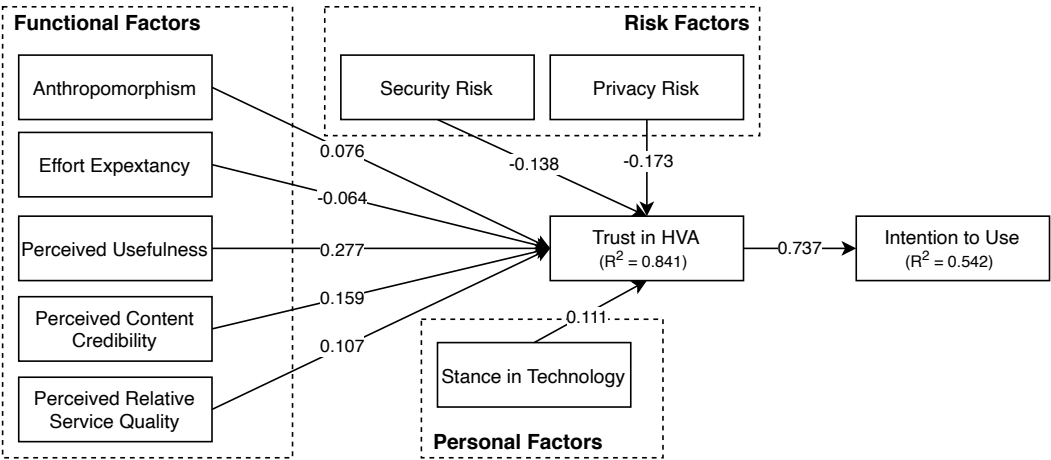 Functional Factors
Anthropomorphism
Effort Expextancy
Perceived Usefulness
Perceived Content
Credibility
Perceived Relative
Service Quality
Risk Factors
Security Risk
Privacy Risk
0.076
-0.064
0.277
0.159
0.107
-0.138
-0.173
Trust in HVA
(R² = 0.841)
0.737
Intention to Use
(R² = 0.542)
0.111
Stance in Technology
Personal Factors